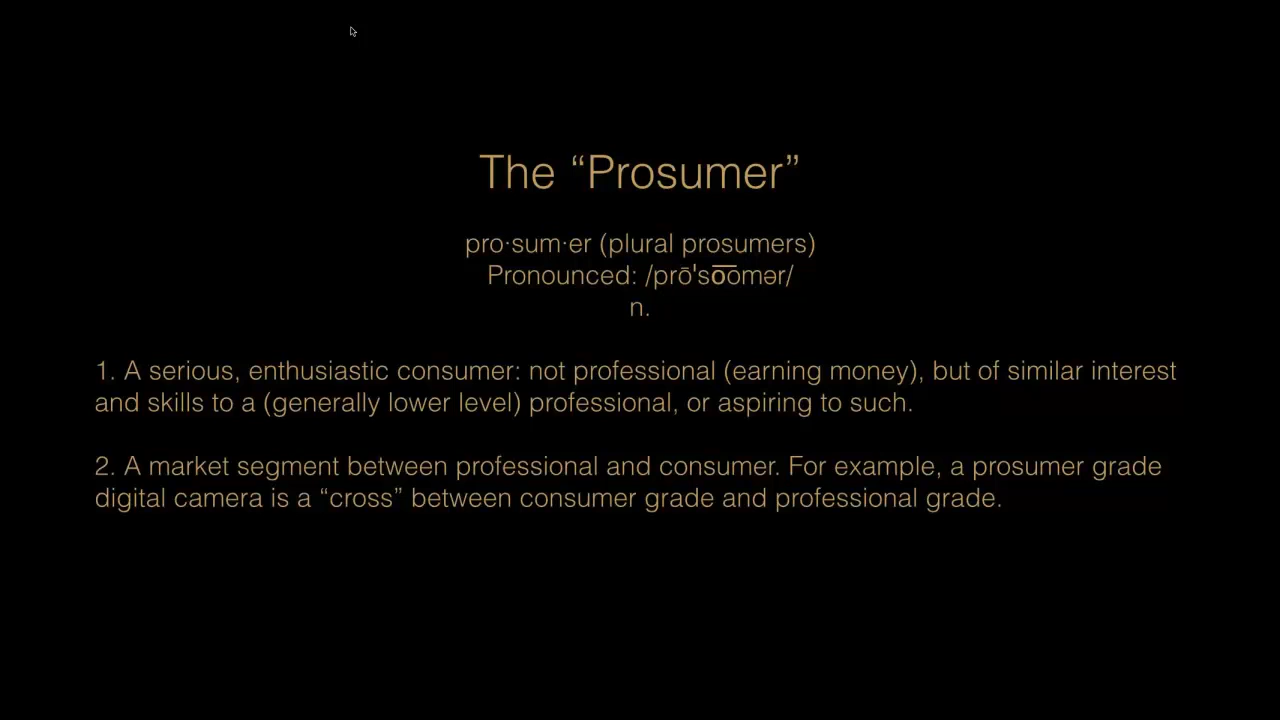 The “Prosumer”
pro·sum·er (plural prosumers)
Pronounced: /prō'so͞omər/
n.
1. A serious, enthusiastic consumer: not professional (earning money), but of similar interest
and skills to a (generally lower level) professional, or aspiring to such.
2. A market segment between professional and consumer. For example, a prosumer grade
digital camera is a “cross” between consumer grade and professional grade.